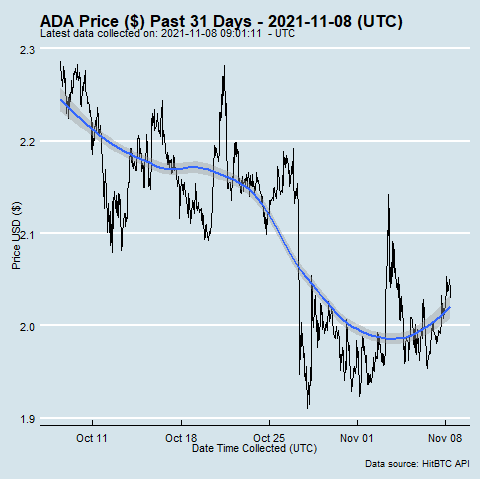 ADA Price ($) Past 31 Days - 2021-11-08 (UTC)
Latest data collected on: 2021-11-08 09:01:11  - UTC
2.3
2.2
2.1
2.0
1.9
Price USD ($)
Oct 11
Oct 18
Oct 25
Nov 01
Nov 08
Date Time Collected (UTC)
Data source: HitBTC API